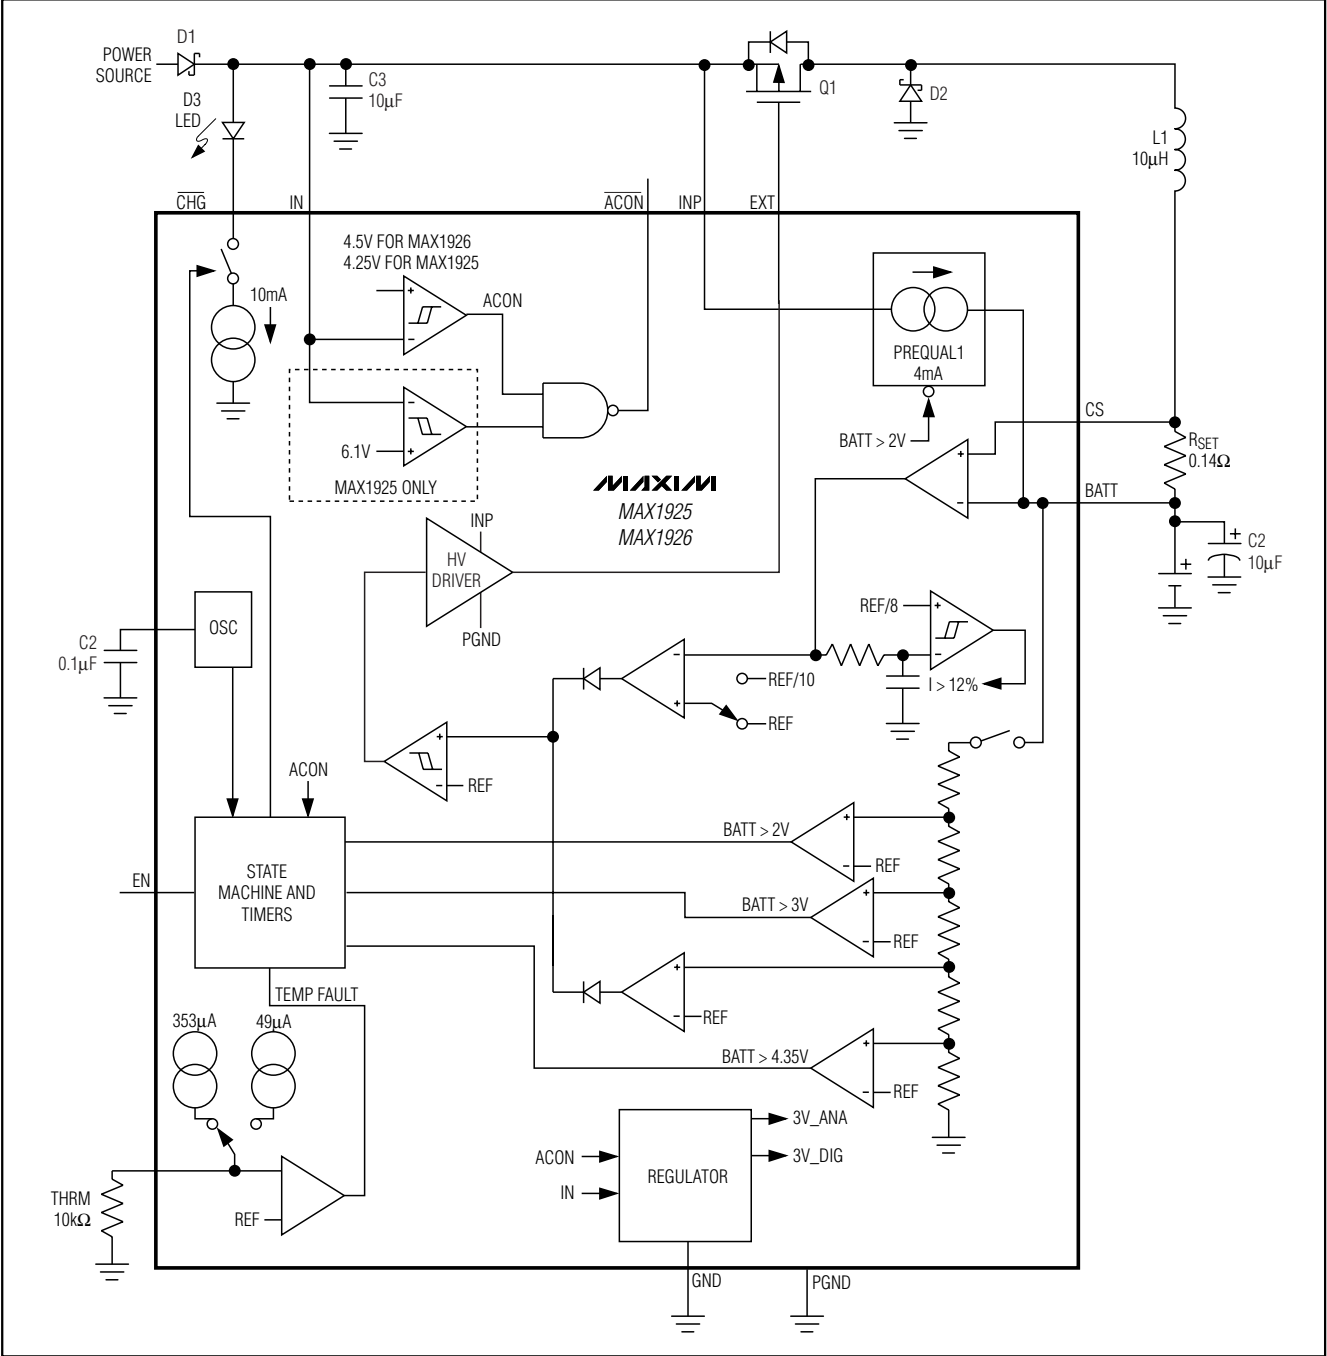 D1
POWER
SOURCE
D3
LED
C3
10µF
Q1
D2
L1
10µH
CHG
IN
ACON
INP
EXT
4.5V FOR MAX1926
4.25V FOR MAX1925
+
-
ACON
10mA
PREQUAL1
4mA
BATT > 2V
-
6.1V
+
MAX1925 ONLY
CS
RSET
0.14Ω
+
-
BATT
MAXIM
MAX1925
MAX1926
INP
HV
DRIVER
PGND
+
C2
10µF
+
OSC
C2
0.1µF
REF/8
+
-
I > 12%
-
+
REF/10
REF
+
-
REF
ACON
BATT > 2V
+
-
REF
EN
STATE
MACHINE AND
TIMERS
BATT > 3V
+
-
REF
+
-
REF
TEMP FAULT
353µA
49µA
BATT > 4.35V
+
-
REF
THRM
10kΩ
REF
ACON
IN
REGULATOR
3V_ANA
3V_DIG
GND
PGND